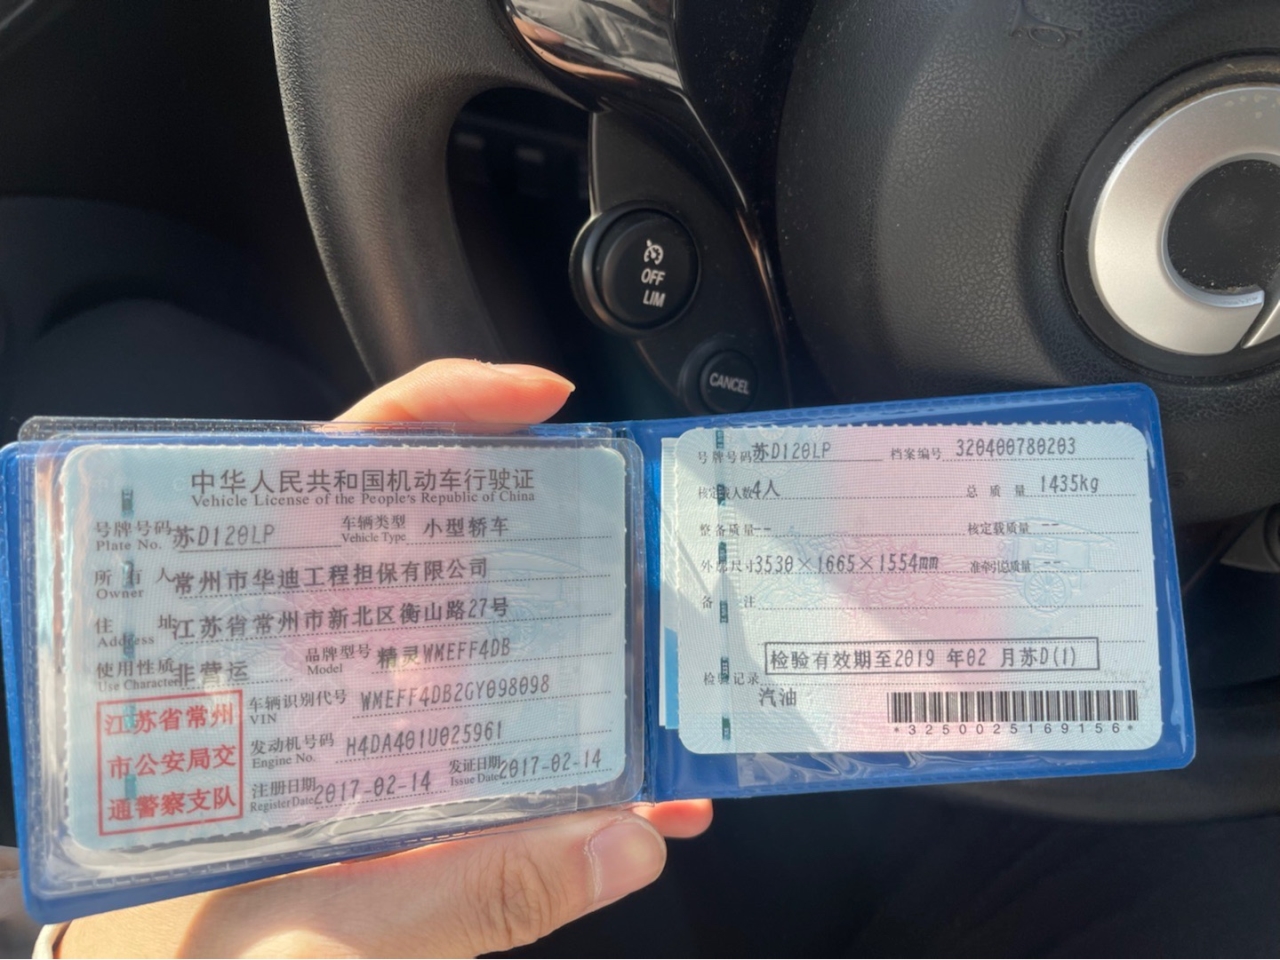 OFF
LIM
CANCEL
中华人民共和国机动车行驶证
Vehicle License of the People's Republic of China
号牌号码 苏D120LP 车辆类型 小型轿车
Plate No. Vehicle Type
所有人 常州市华迪工程担保有限公司
Owner
住址 江苏省常州市新北区衡山路27号
Address
使用性质 非营运 品牌型号 精灵WMEFF4DB
Use Character Model
江苏省常州
市公安局交
通警察支队
车辆识别代号 WMEFF4DB2GY098098
VIN
发动机号码 H4DA401U025961
Engine No.
注册日期 2017-02-14 发证日期 2017-02-14
Register Date Issue Date
号牌号码 苏D120LP 档案编号 320400780203
核定载人数 4人 总质量 1435kg
整备质量 -- 核定载质量 --
外廓尺寸 3530×1665×1554mm 准牵引总质量 --
备注
检验有效期至2019年02月苏D(1)
检验记录
汽油
*3250025169156*